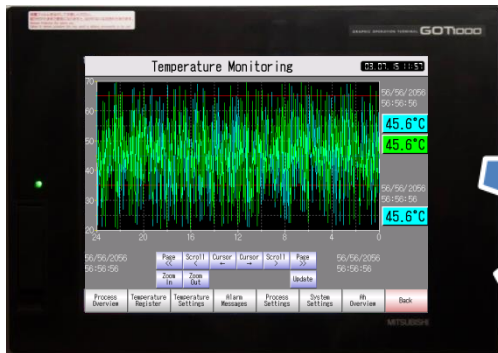 GRAPHIC OPERATION TERMINAL GOT1000
Temperature Monitoring
03.07.15 11:57
70
60
50
40
30
20
24 20 16 12 8 4 0
56/56/2056
56:56:56
45.6°C
45.6°C
56/56/2056
56:56:56
45.6°C
56/56/2056
56:56:56
Page <<
Scroll <
Cursor ←
Cursor →
Scroll >
Page >>
56/56/2056
56:56:56
Zoom In
Zoom Out
Update
Process Overview
Temperature Register
Temperature Settings
Alarm Messages
Process Settings
System Settings
Ah Overview
Back
MITSUBISHI